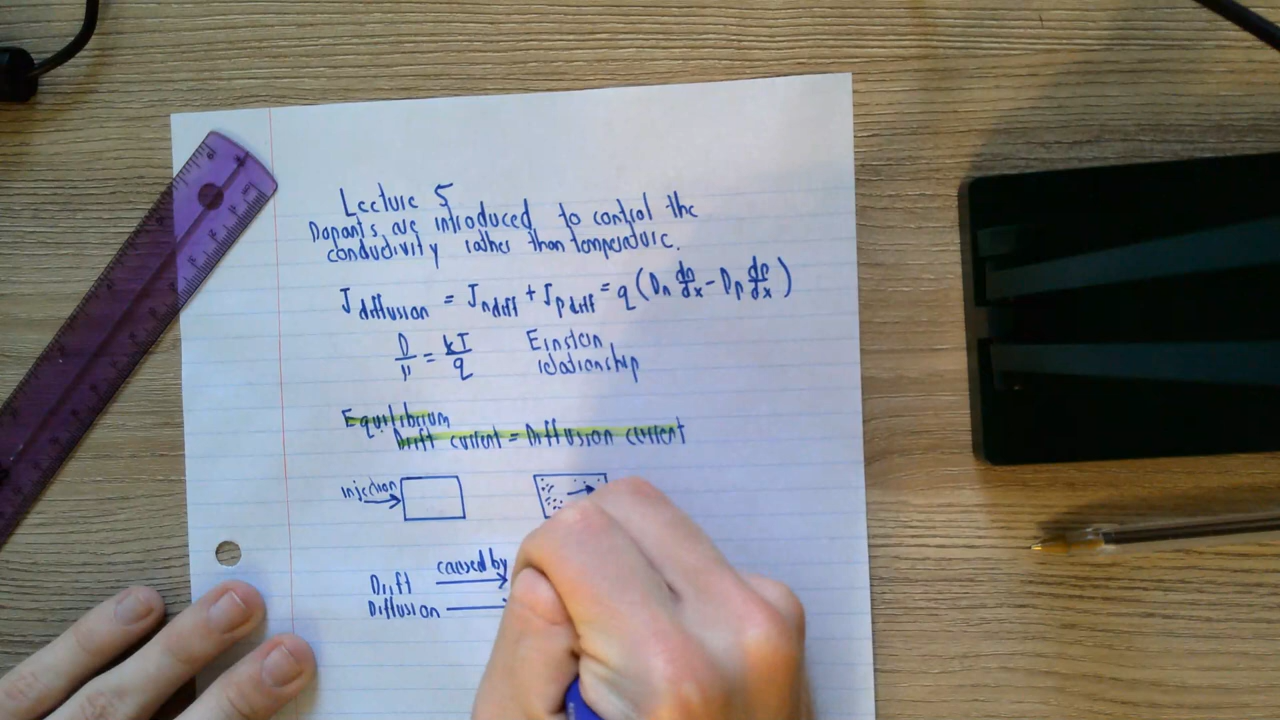 Lecture 5
Dopants are introduced to control the
conductivity rather than temperature.
J diffusion = J n diff + J p diff = q (Dn dn/dx - Dp dp/dx)
D/μ = kT/q Einstein
relationship
Equilibrium
Drift current = Diffusion current
injection
caused by
Drift
Diffusion